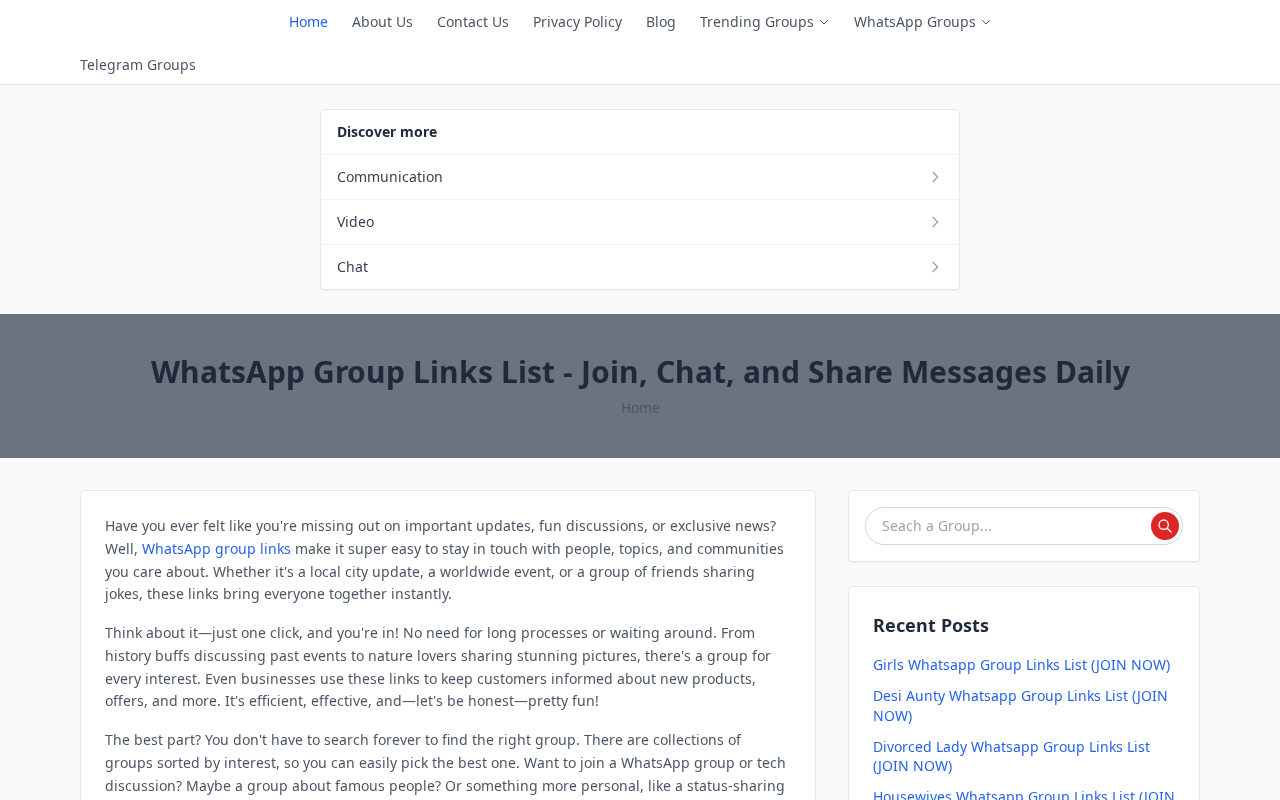 Home
About Us
Contact Us
Privacy Policy
Blog
Trending Groups
WhatsApp Groups
Telegram Groups
Discover more
Communication
Video
Chat
WhatsApp Group Links List - Join, Chat, and Share Messages Daily
Home
Have you ever felt like you're missing out on important updates, fun discussions, or exclusive news?
Well, WhatsApp group links make it super easy to stay in touch with people, topics, and communities
you care about. Whether it's a local city update, a worldwide event, or a group of friends sharing
jokes, these links bring everyone together instantly.
Think about it—just one click, and you're in! No need for long processes or waiting around. From
history buffs discussing past events to nature lovers sharing stunning pictures, there's a group for
every interest. Even businesses use these links to keep customers informed about new products,
offers, and more. It's efficient, effective, and—let's be honest—pretty fun!
The best part? You don't have to search forever to find the right group. There are collections of
groups sorted by interest, so you can easily pick the best one. Want to join a WhatsApp group or tech
discussion? Maybe a group about famous people? Or something more personal, like a status-sharing
Seach a Group...
Recent Posts
Girls Whatsapp Group Links List (JOIN NOW)
Desi Aunty Whatsapp Group Links List (JOIN
NOW)
Divorced Lady Whatsapp Group Links List
(JOIN NOW)
Housewives Whatsapp Group Links List (JOIN